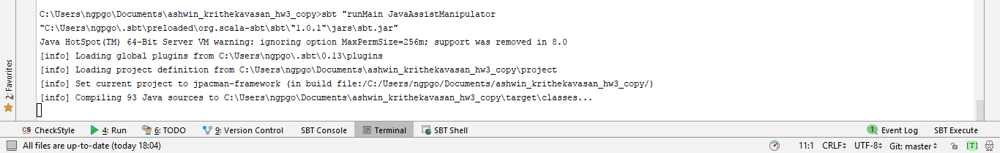 C:\Users\ngpgo\Documents\ashwin_krithekavasan_hw3_copy>sbt "runMain JavaAssistManipulator
"C:\Users\ngpgo\.sbt\preloaded\org.scala-sbt\sbt\"1.0.1"\jars\sbt.jar"
Java HotSpot(TM) 64-Bit Server VM warning: ignoring option MaxPermSize=256m; support was removed in 8.0
[info] Loading global plugins from C:\Users\ngpgo\.sbt\0.13\plugins
[info] Loading project definition from C:\Users\ngpgo\Documents\ashwin_krithekavasan_hw3_copy\project
[info] Set current project to jpacman-framework (in build file:/C:/Users/ngpgo/Documents/ashwin_krithekavasan_hw3_copy/)
[info] Compiling 93 Java sources to C:\Users\ngpgo\Documents\ashwin_krithekavasan_hw3_copy\target\classes...
2: Favorites
CS CheckStyle 4: Run 6: TODO 9: Version Control SBT Console Terminal SBT Shell 1 Event Log SBT Execute
All files are up-to-date (today 18:04) 11:1 CRLF UTF-8 Git: master [T]